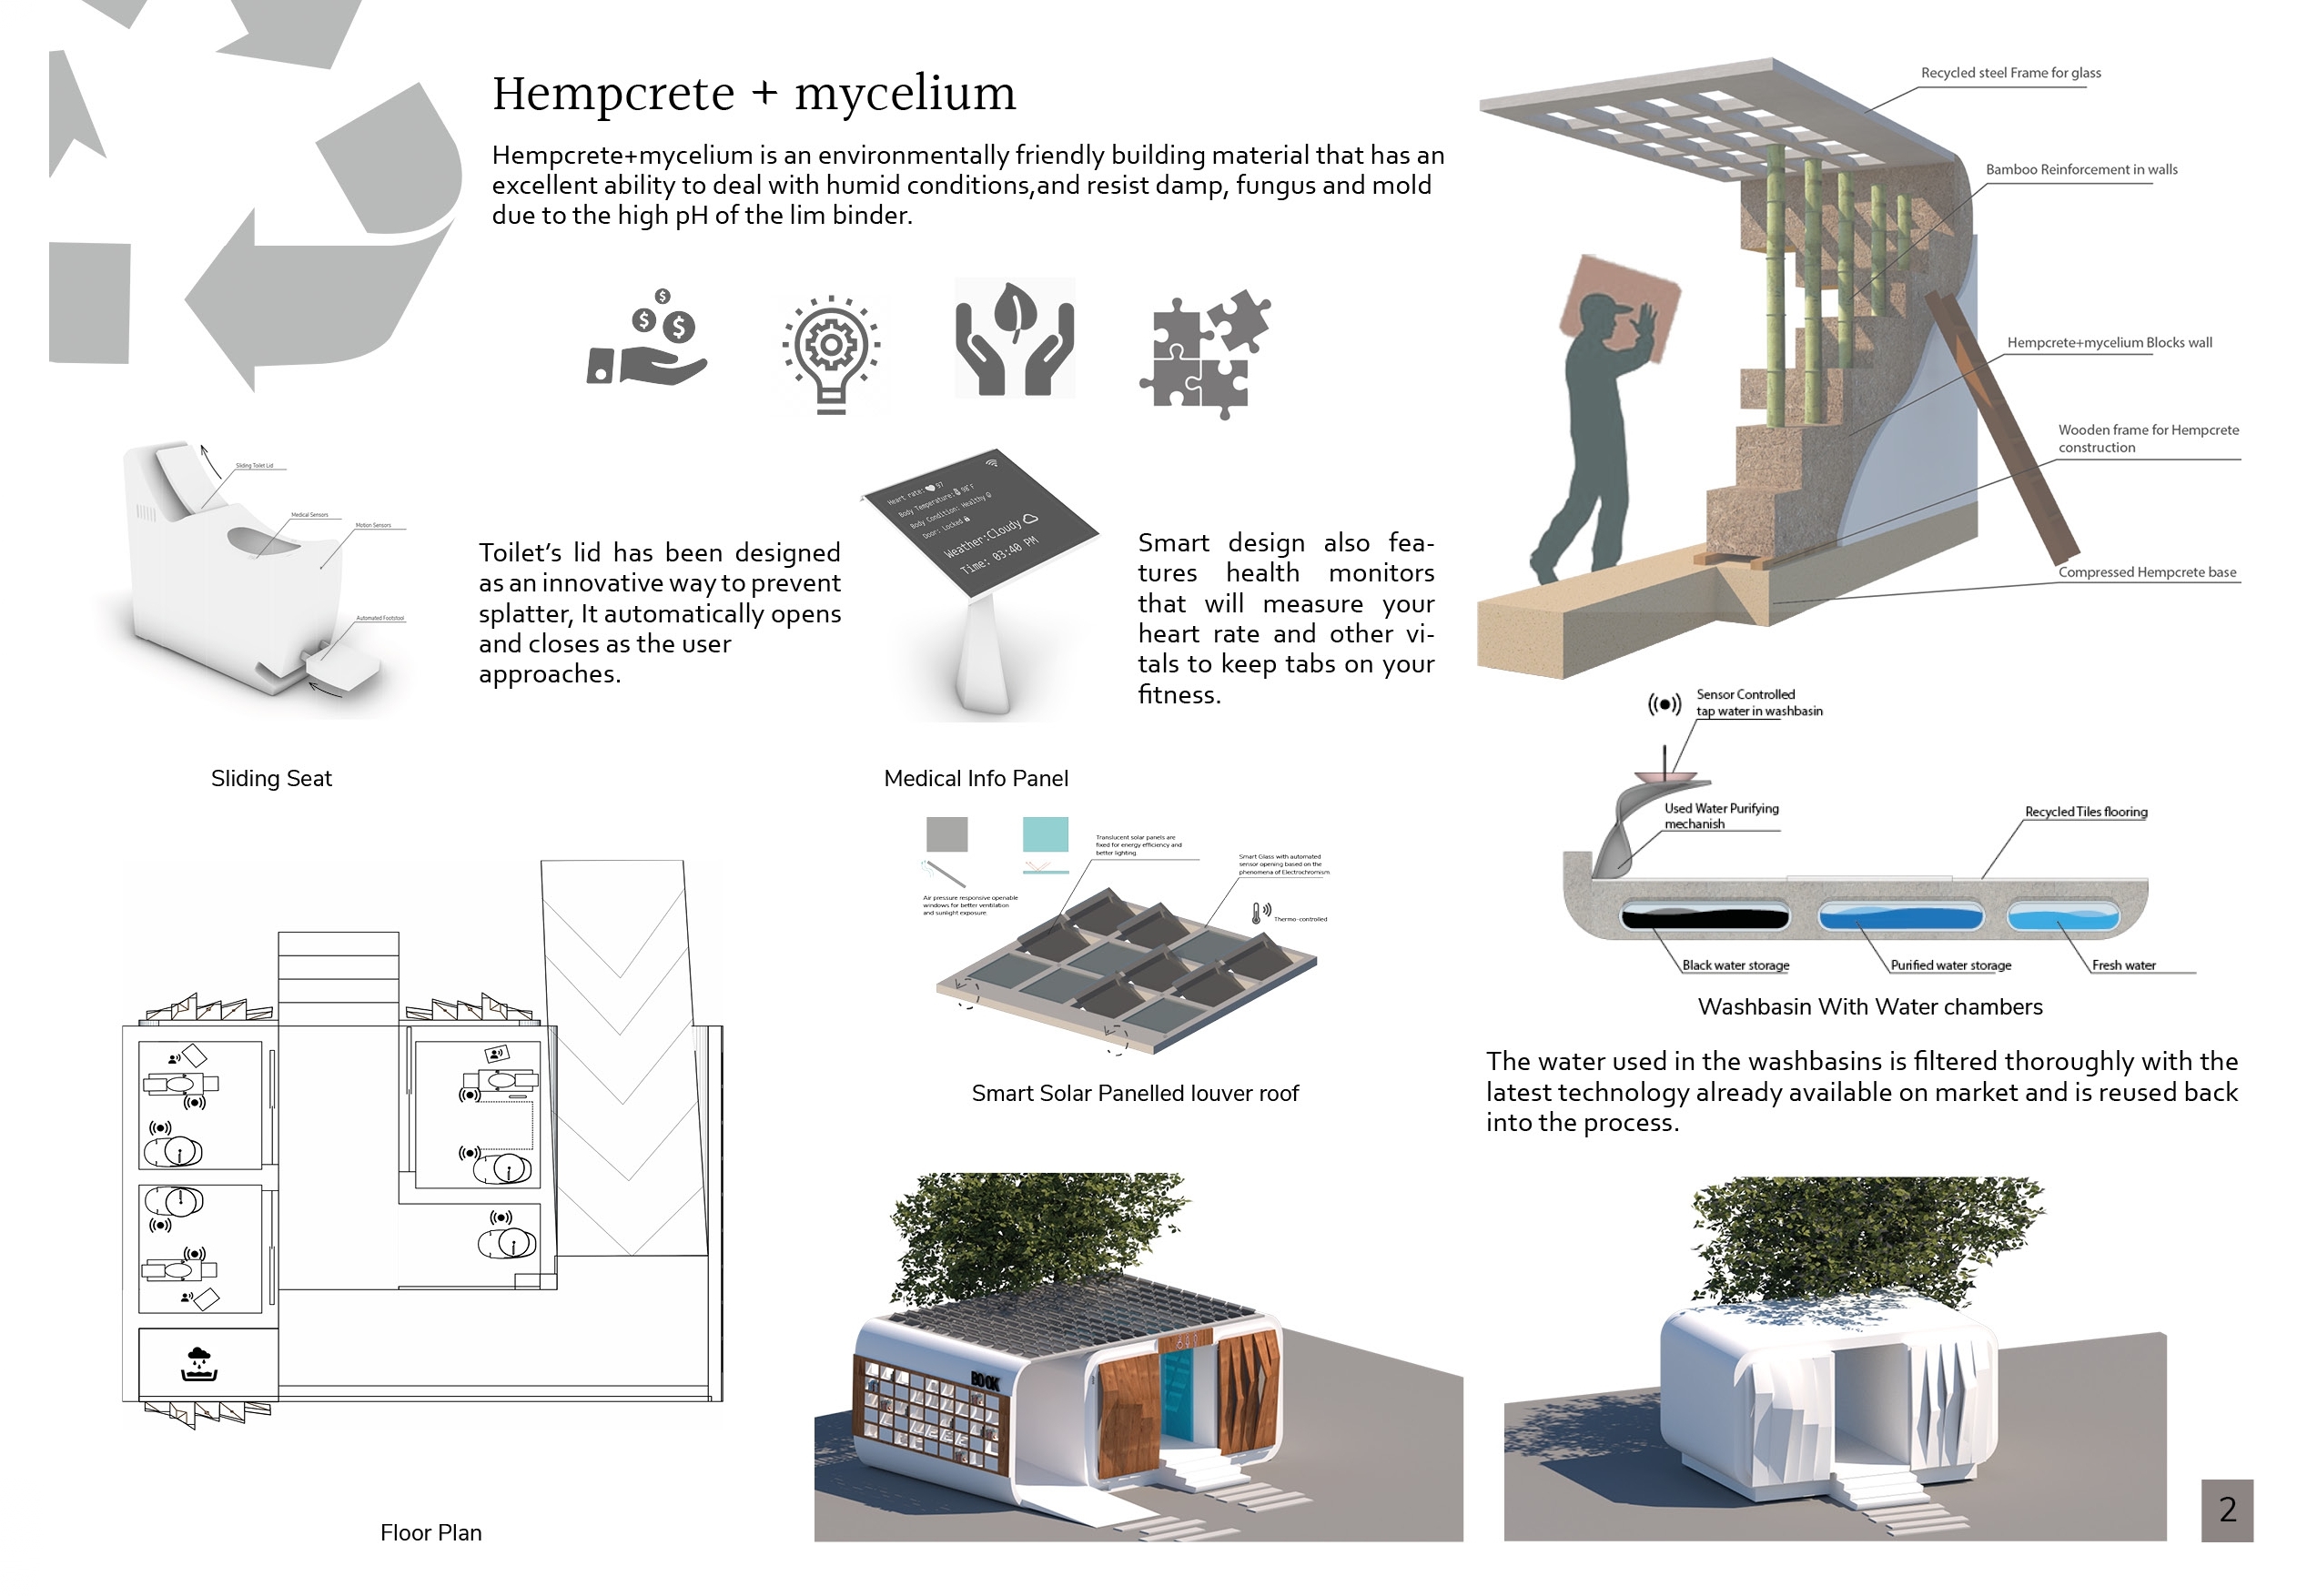 Hempcrete + mycelium
Hempcrete+mycelium is an environmentally friendly building material that has an
excellent ability to deal with humid conditions,and resist damp, fungus and mold
due to the high pH of the lim binder.
Recycled steel Frame for glass
Bamboo Reinforcement in walls
Hempcrete+mycelium Blocks wall
Wooden frame for Hempcrete
construction
Compressed Hempcrete base
Sliding Toilet Lid
Medical Sensors
Motion Sensors
Automated Footstool
Toilet's lid has been designed
as an innovative way to prevent
splatter, It automatically opens
and closes as the user
approaches.
Sliding Seat
Heart rate: 97
Body Temperature: 98°F
Body Condition: Healthy
Door: Locked
Weather:Cloudy
Time: 03:40 PM
Smart design also fea-
tures health monitors
that will measure your
heart rate and other vi-
tals to keep tabs on your
fitness.
Medical Info Panel
Sensor Controlled
tap water in washbasin
Used Water Purifying
mechanish
Recycled Tiles flooring
Black water storage
Purified water storage
Fresh water
Washbasin With Water chambers
The water used in the washbasins is filtered thoroughly with the
latest technology already available on market and is reused back
into the process.
Translucent solar panels are
fixed for energy efficiency and
better lighting
Smart Glass with automated
sensor opening based on the
phenomena of Electrochromism
Air pressure responsive openable
windows for better ventilation
and sunlight exposure.
Thermo-controlled
Smart Solar Panelled louver roof
Floor Plan
BOOK
2